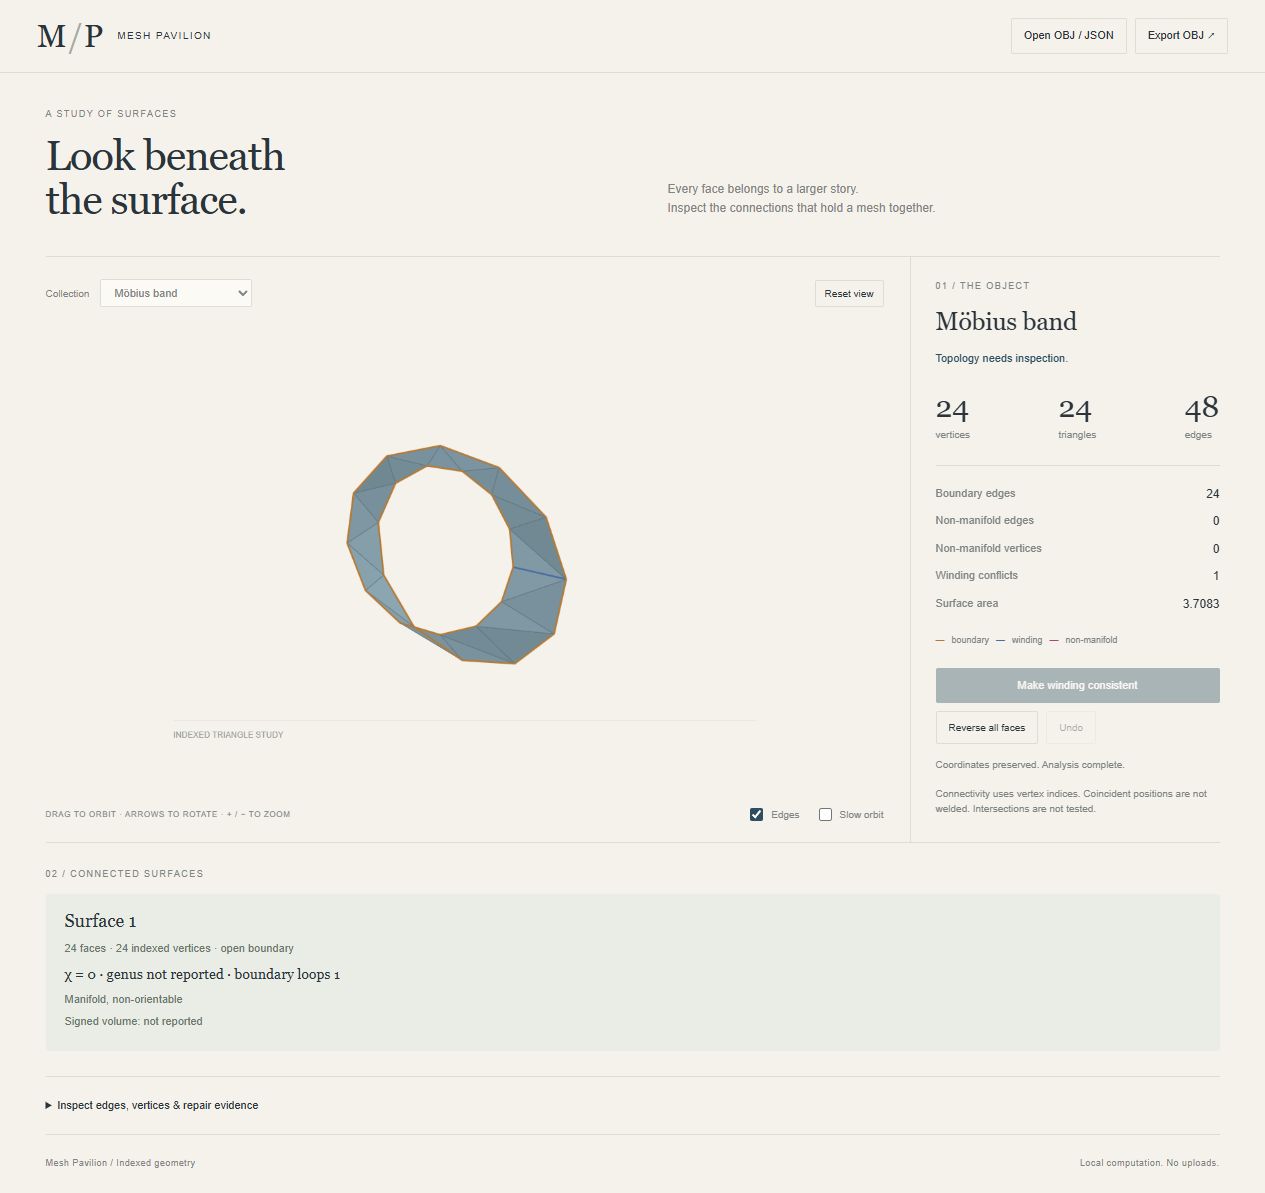 M/P MESH PAVILION
Open OBJ / JSON
Export OBJ ↗
A STUDY OF SURFACES
Look beneath
the surface.
Every face belongs to a larger story.
Inspect the connections that hold a mesh together.
Collection
Möbius band
Reset view
INDEXED TRIANGLE STUDY
DRAG TO ORBIT · ARROWS TO ROTATE · + / − TO ZOOM
Edges
Slow orbit
01 / THE OBJECT
Möbius band
Topology needs inspection.
24 24 48
vertices triangles edges
Boundary edges 24
Non-manifold edges 0
Non-manifold vertices 0
Winding conflicts 1
Surface area 3.7083
boundary winding non-manifold
Make winding consistent
Reverse all faces Undo
Coordinates preserved. Analysis complete.
Connectivity uses vertex indices. Coincident positions are not
welded. Intersections are not tested.
02 / CONNECTED SURFACES
Surface 1
24 faces · 24 indexed vertices · open boundary
χ = 0 · genus not reported · boundary loops 1
Manifold, non-orientable
Signed volume: not reported
Inspect edges, vertices & repair evidence
Mesh Pavilion / Indexed geometry
Local computation. No uploads.